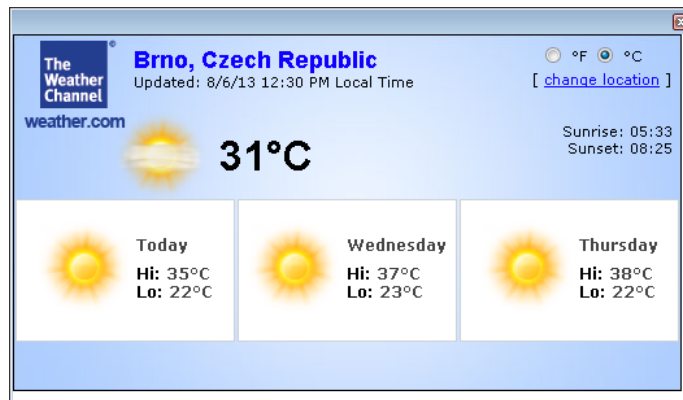 The
Weather
Channel
®
weather.com
Brno, Czech Republic
Updated: 8/6/13 12:30 PM Local Time
°F °C
[ change location ]
31°C
Sunrise: 05:33
Sunset: 08:25
Today
Hi: 35°C
Lo: 22°C
Wednesday
Hi: 37°C
Lo: 23°C
Thursday
Hi: 38°C
Lo: 22°C